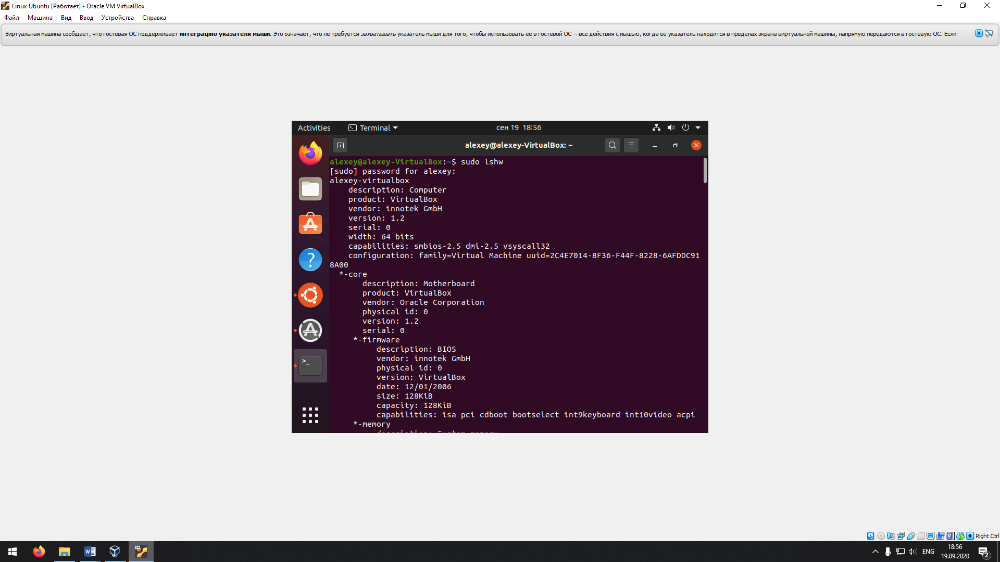 Linux Ubuntu [Работает] - Oracle VM VirtualBox
Файл Машина Вид Ввод Устройства Справка
Виртуальная машина сообщает, что гостевая ОС поддерживает интеграцию указателя мыши. Это означает, что не требуется захватывать указатель мыши для того, чтобы использовать её в гостевой ОС -- все действия с мышью, когда её указатель находится в пределах экрана виртуальной машины, напрямую передаются в гостевую ОС. Если
Activities Terminal сен 19 18:56
alexey@alexey-VirtualBox: ~
alexey@alexey-VirtualBox:~$ sudo lshw
[sudo] password for alexey:
alexey-virtualbox
description: Computer
product: VirtualBox
vendor: innotek GmbH
version: 1.2
serial: 0
width: 64 bits
capabilities: smbios-2.5 dmi-2.5 vsyscall32
configuration: family=Virtual Machine uuid=2C4E7014-8F36-F44F-8228-6AFDDC91
8A00
*-core
description: Motherboard
product: VirtualBox
vendor: Oracle Corporation
physical id: 0
version: 1.2
serial: 0
*-firmware
description: BIOS
vendor: innotek GmbH
physical id: 0
version: VirtualBox
date: 12/01/2006
size: 128KiB
capacity: 128KiB
capabilities: isa pci cdboot bootselect int9keyboard int10video acpi
*-memory
description: System memory
Right Ctrl
ENG
18:56
19.09.2020
2